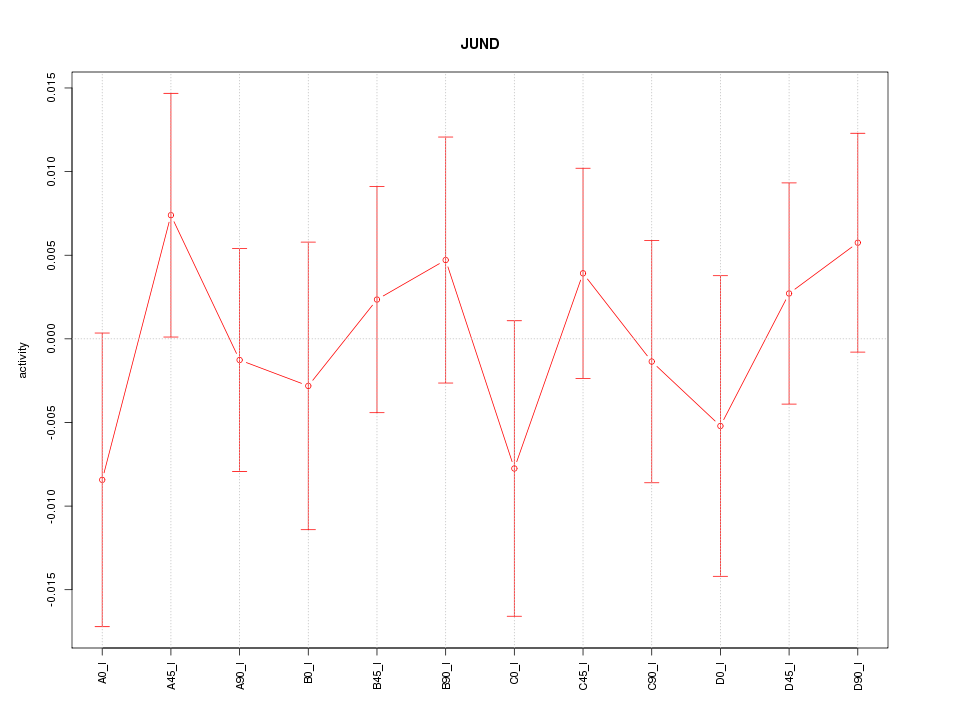 JUND
activity
0.015
0.010
0.005
0.000
-0.005
-0.010
-0.015
A0_I
A45_I
A90_I
B0_I
B45_I
B90_I
C0_I
C45_I
C90_I
D0_I
D45_I
D90_I